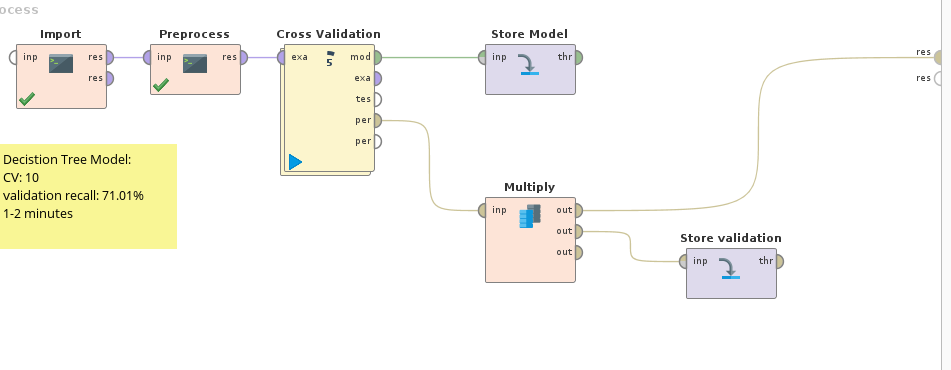 ocess
Import
Preprocess
Cross Validation
Store Model
inp res
res
inp res
exa mod
exa
tes
per
per
5
inp thr
res
res
Decistion Tree Model:
CV: 10
validation recall: 71.01%
1-2 minutes
Multiply
inp out
out
out
Store validation
inp thr